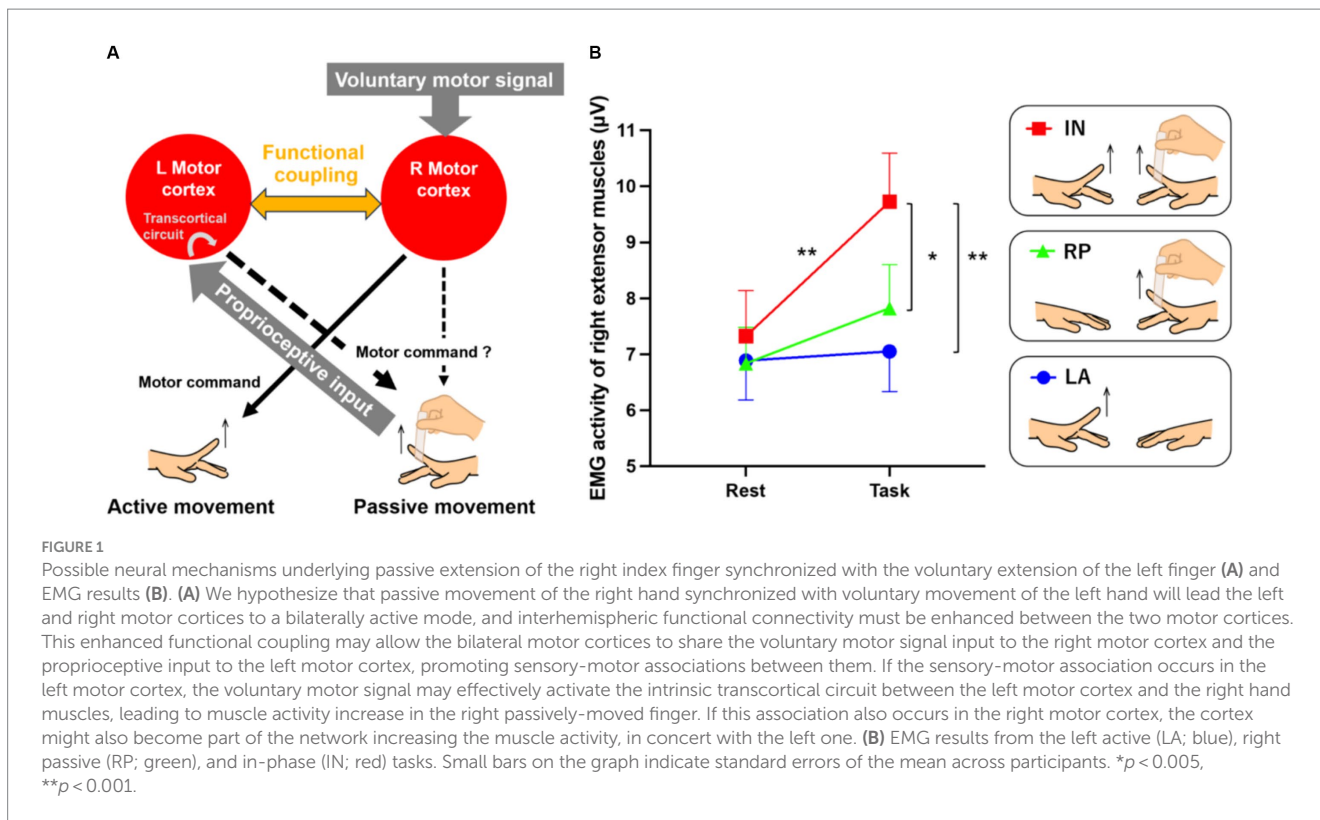 A
Voluntary motor signal
L Motor
cortex
Functional
coupling
R Motor
cortex
Transcortical
circuit
Proprioceptive input
Motor command ?
Motor command
Active movement
Passive movement
B
EMG activity of right extensor muscles (μV)
11
10
9
8
7
6
5
**
*
**
Rest
Task
IN
RP
LA
FIGURE 1
Possible neural mechanisms underlying passive extension of the right index finger synchronized with the voluntary extension of the left finger (A) and
EMG results (B). (A) We hypothesize that passive movement of the right hand synchronized with voluntary movement of the left hand will lead the left
and right motor cortices to a bilaterally active mode, and interhemispheric functional connectivity must be enhanced between the two motor cortices.
This enhanced functional coupling may allow the bilateral motor cortices to share the voluntary motor signal input to the right motor cortex and the
proprioceptive input to the left motor cortex, promoting sensory-motor associations between them. If the sensory-motor association occurs in the
left motor cortex, the voluntary motor signal may effectively activate the intrinsic transcortical circuit between the left motor cortex and the right hand
muscles, leading to muscle activity increase in the right passively-moved finger. If this association also occurs in the right motor cortex, the cortex
might also become part of the network increasing the muscle activity, in concert with the left one. (B) EMG results from the left active (LA; blue), right
passive (RP; green), and in-phase (IN; red) tasks. Small bars on the graph indicate standard errors of the mean across participants. *p < 0.005,
**p < 0.001.